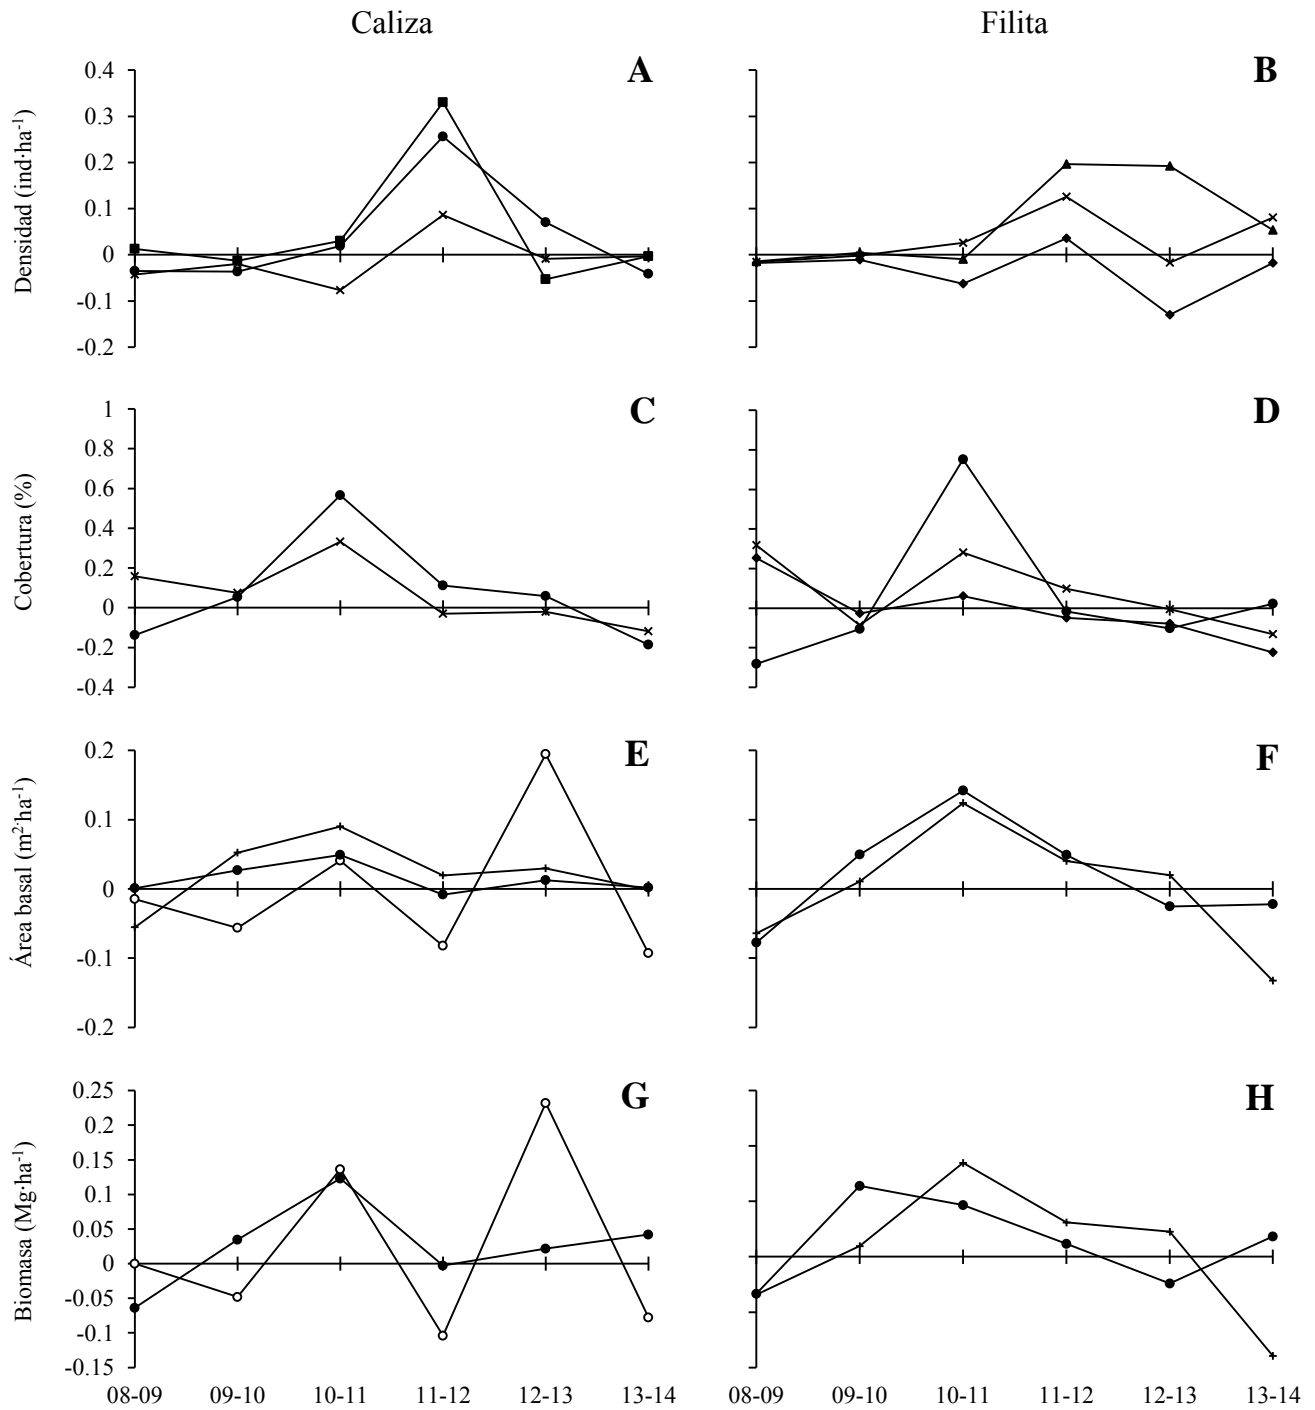 Caliza
Filita
A
B
Densidad (ind·ha⁻¹)
0.4
0.3
0.2
0.1
0
-0.1
-0.2
C
D
Cobertura (%)
1
0.8
0.6
0.4
0.2
0
-0.2
-0.4
E
F
Área basal (m²·ha⁻¹)
0.2
0.1
0
-0.1
-0.2
G
H
Biomasa (Mg·ha⁻¹)
0.25
0.2
0.15
0.1
0.05
0
-0.05
-0.1
-0.15
08-09 09-10 10-11 11-12 12-13 13-14
08-09 09-10 10-11 11-12 12-13 13-14